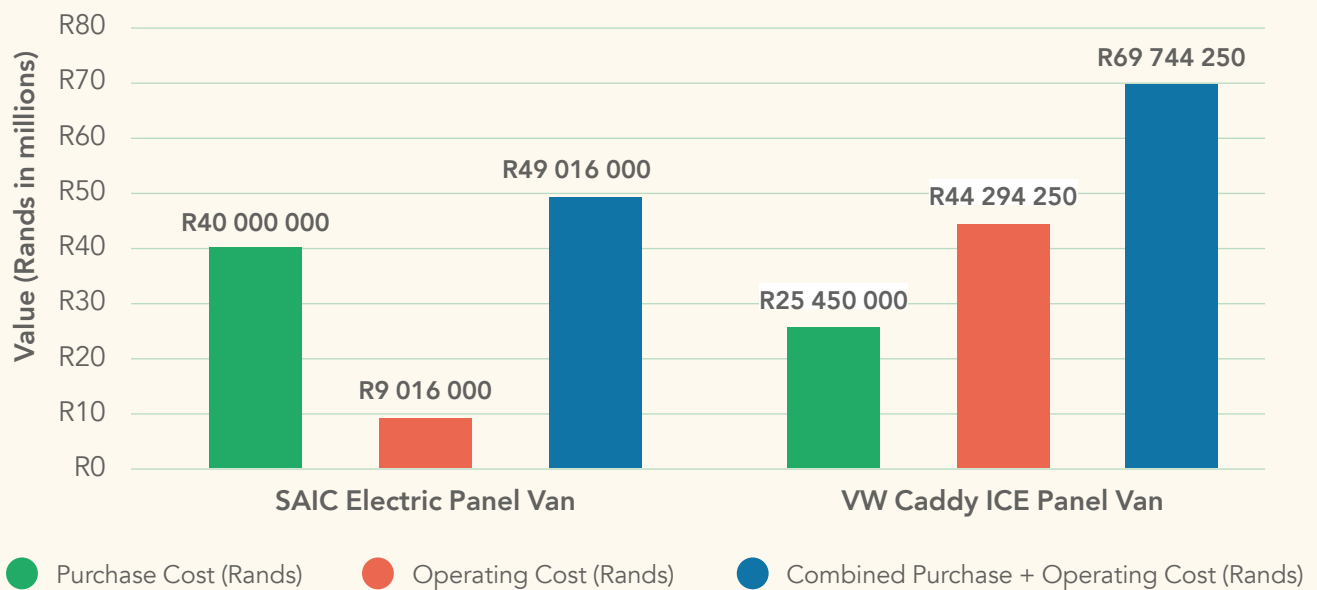 Value (Rands in millions)
R80
R70
R60
R50
R40
R30
R20
R10
R0
R40 000 000
R9 016 000
R49 016 000
R25 450 000
R44 294 250
R69 744 250
SAIC Electric Panel Van
VW Caddy ICE Panel Van
Purchase Cost (Rands)
Operating Cost (Rands)
Combined Purchase + Operating Cost (Rands)